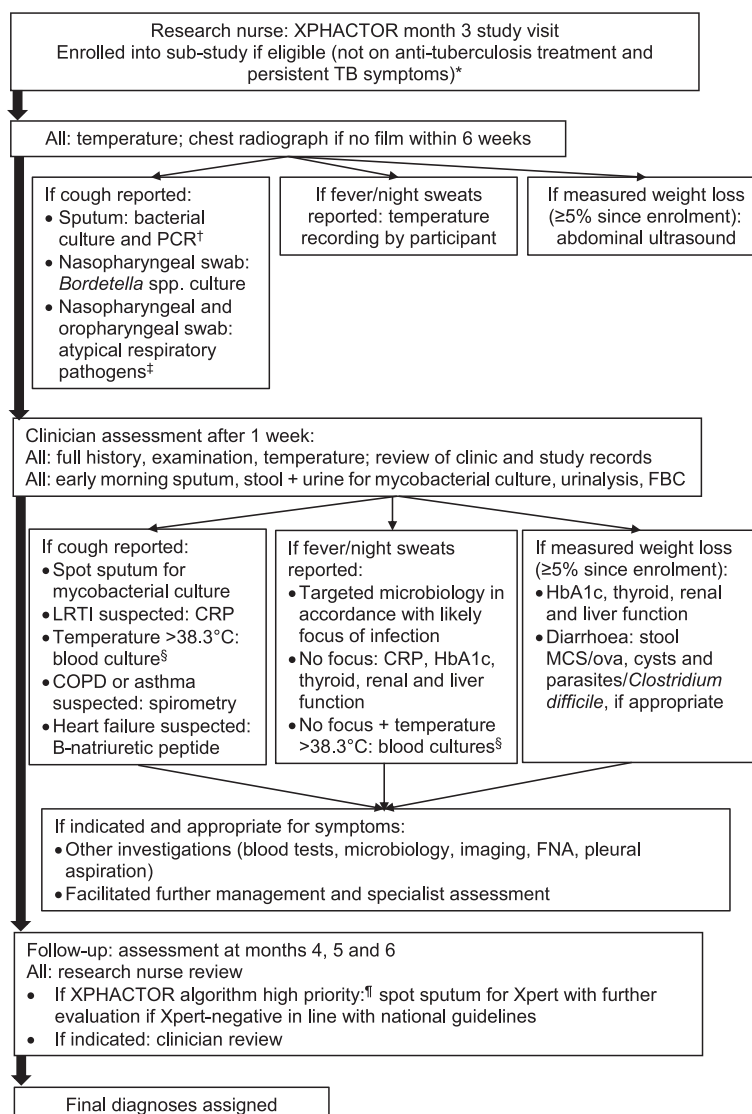 Research nurse: XPHACTOR month 3 study visit
Enrolled into sub-study if eligible (not on anti-tuberculosis treatment and
persistent TB symptoms)*
All: temperature; chest radiograph if no film within 6 weeks
If cough reported:
• Sputum: bacterial
culture and PCR†
• Nasopharyngeal swab:
Bordetella spp. culture
• Nasopharyngeal and
oropharyngeal swab:
atypical respiratory
pathogens‡
If fever/night sweats
reported: temperature
recording by participant
If measured weight loss
(≥5% since enrolment):
abdominal ultrasound
Clinician assessment after 1 week:
All: full history, examination, temperature; review of clinic and study records
All: early morning sputum, stool + urine for mycobacterial culture, urinalysis, FBC
If cough reported:
•Spot sputum for
mycobacterial culture
•LRTI suspected: CRP
•Temperature >38.3°C:
blood culture§
•COPD or asthma
suspected: spirometry
•Heart failure suspected:
B-natriuretic peptide
If fever/night sweats
reported:
•Targeted microbiology in
accordance with likely
focus of infection
•No focus: CRP, HbA1c,
thyroid, renal and liver
function
•No focus + temperature
>38.3°C: blood cultures§
If measured weight loss
(≥5% since enrolment):
•HbA1c, thyroid, renal
and liver function
•Diarrhoea: stool
MCS/ova, cysts and
parasites/Clostridium
difficile, if appropriate
If indicated and appropriate for symptoms:
•Other investigations (blood tests, microbiology, imaging, FNA, pleural
aspiration)
•Facilitated further management and specialist assessment
Follow-up: assessment at months 4, 5 and 6
All: research nurse review
• If XPHACTOR algorithm high priority:¶ spot sputum for Xpert with further
evaluation if Xpert-negative in line with national guidelines
• If indicated: clinician review
Final diagnoses assigned